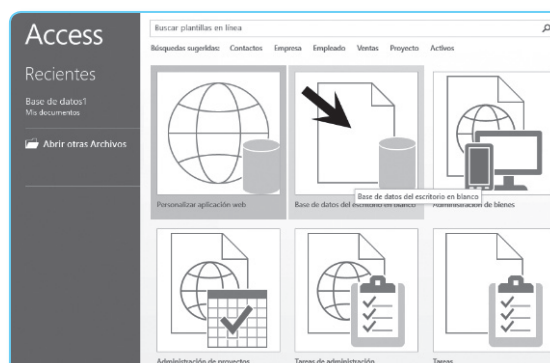 Access
Buscar plantillas en línea
Búsquedas sugeridas: Contactos Empresa Empleado Ventas Proyecto Activos
Recientes
Base de datos1
Mis documentos
Abrir otras Archivos
Personalizar aplicación web
Base de datos del escritorio en blanco
Base de datos del escritorio en blanco
Administración de bienes
Administración de proyectos
Tareas de administración
Tareas